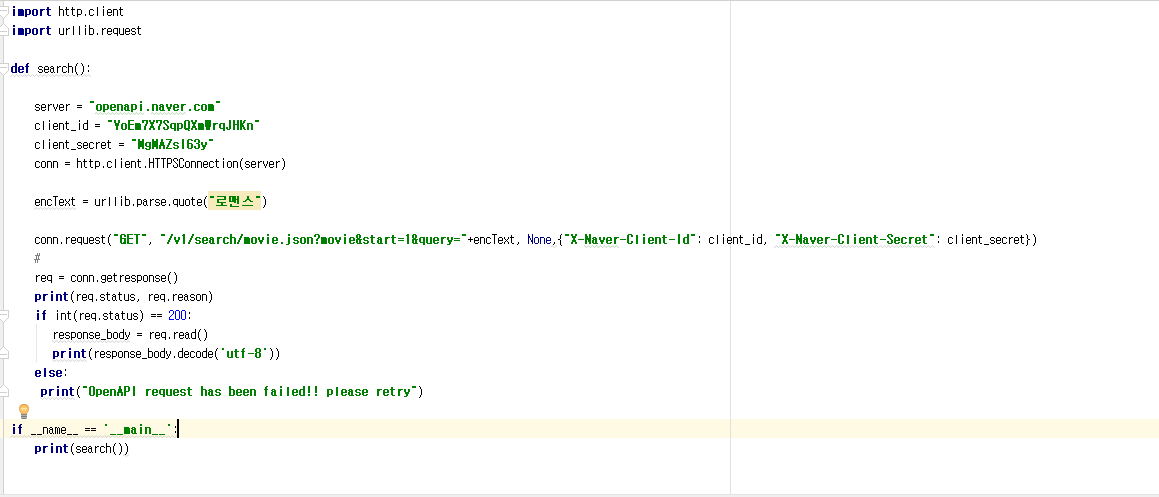 import http.client
import urllib.request
def search():
server = "openapi.naver.com"
client_id = "YoEm7X7SqpQXmWrqJHKn"
client_secret = "MgMAZsI63y"
conn = http.client.HTTPSConnection(server)
encText = urllib.parse.quote("로맨스")
conn.request("GET", "/v1/search/movie.json?movie&start=1&query="+encText, None,{"X-Naver-Client-Id": client_id, "X-Naver-Client-Secret": client_secret})
#
req = conn.getresponse()
print(req.status, req.reason)
if int(req.status) == 200:
response_body = req.read()
print(response_body.decode('utf-8'))
else:
print("OpenAPI request has been failed!! please retry")
if __name__ == '__main__':
print(search())